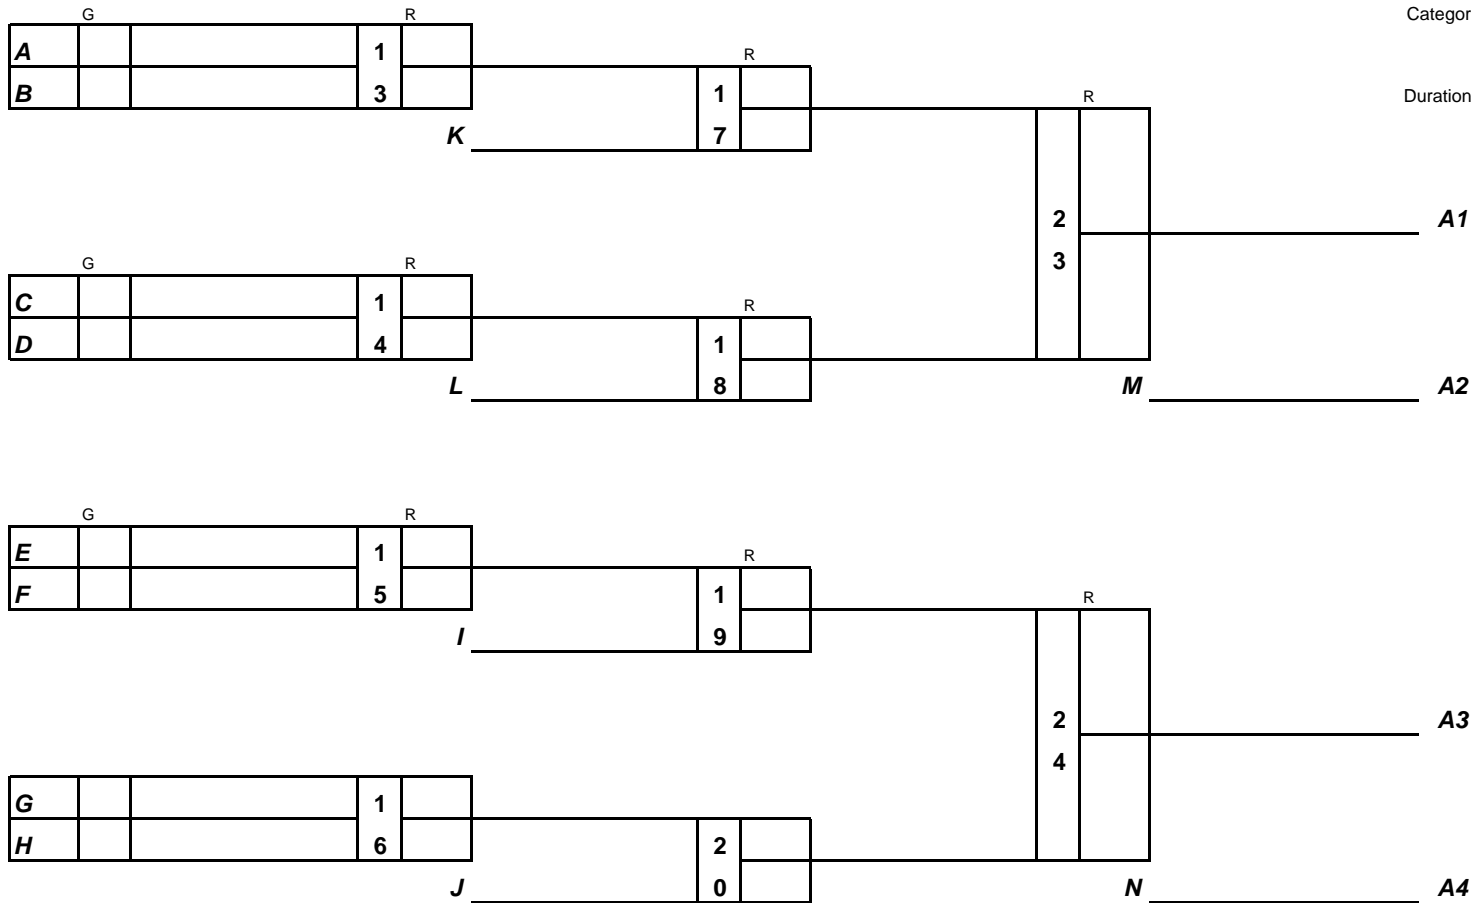 G R Categor
A 1
R
B 3 1 R Duration
K 7
2 A1
G R 3
C 1
R
D 4 1
L 8 M A2
G R
E 1
R
F 5 1 R
I 9
2 A3
4
G 1
H 6 2
J 0 N A4